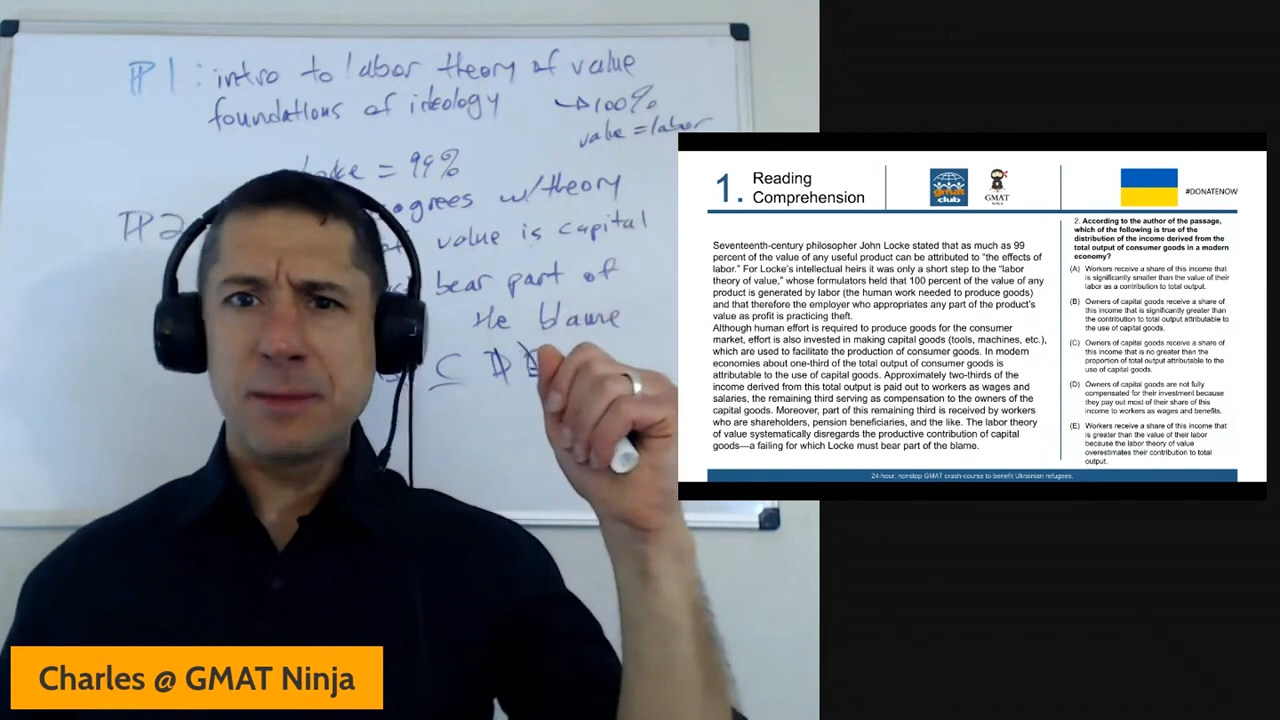 PP1: intro to labor theory of value
foundations of ideology
→ 100%
value = labor
= 99%
w/theory
PP2
value is capital
bear part of
the blame
Charles @ GMAT Ninja
1.
Reading
Comprehension
gmat
club
GMAT
NINJA
#DONATENOW
Seventeenth-century philosopher John Locke stated that as much as 99
percent of the value of any useful product can be attributed to "the effects of
labor." For Locke's intellectual heirs it was only a short step to the "labor
theory of value," whose formulators held that 100 percent of the value of any
product is generated by labor (the human work needed to produce goods)
and that therefore the employer who appropriates any part of the product's
value as profit is practicing theft.
Although human effort is required to produce goods for the consumer
market, effort is also invested in making capital goods (tools, machines, etc.),
which are used to facilitate the production of consumer goods. In modern
economies about one-third of the total output of consumer goods is
attributable to the use of capital goods. Approximately two-thirds of the
income derived from this total output is paid out to workers as wages and
salaries, the remaining third serving as compensation to the owners of the
capital goods. Moreover, part of this remaining third is received by workers
who are shareholders, pension beneficiaries, and the like. The labor theory
of value systematically disregards the productive contribution of capital
goods—a failing for which Locke must bear part of the blame.
2. According to the author of the passage,
which of the following is true of the
distribution of the income derived from the
total output of consumer goods in a modern
economy?
(A) Workers receive a share of this income that
is significantly smaller than the value of their
labor as a contribution to total output.
(B) Owners of capital goods receive a share of
this income that is significantly greater than
the contribution to total output attributable to
the use of capital goods.
(C) Owners of capital goods receive a share of
this income that is no greater than the
proportion of total output attributable to the
use of capital goods.
(D) Owners of capital goods are not fully
compensated for their investment because
they pay out most of their share of this
income to workers as wages and benefits.
(E) Workers receive a share of this income that
is greater than the value of their labor
because the labor theory of value
overestimates their contribution to total
output.
24-hour, nonstop GMAT crash-course to benefit Ukrainian refugees.